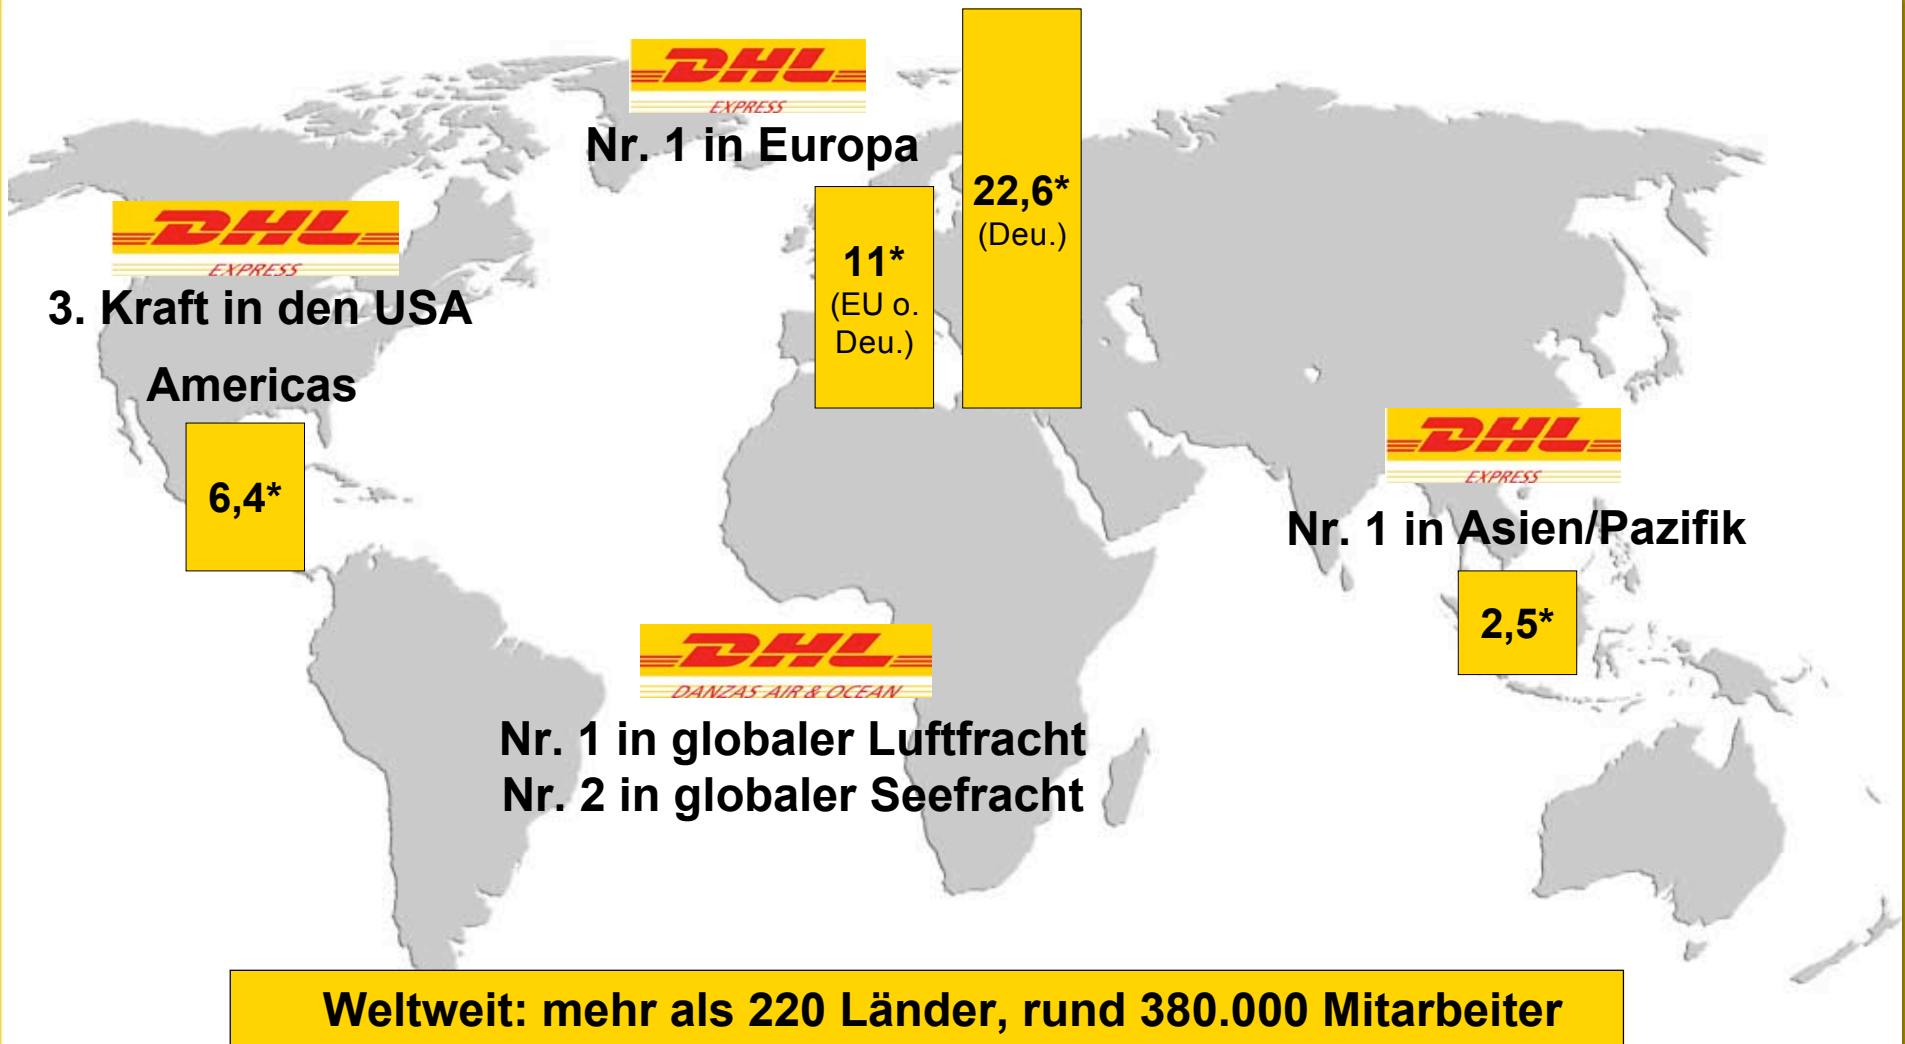 DHL
EXPRESS
Nr. 1 in Europa
22,6*
(Deu.)
11*
(EU o.
Deu.)
DHL
EXPRESS
3. Kraft in den USA
Americas
6,4*
DHL
EXPRESS
Nr. 1 in Asien/Pazifik
2,5*
DHL
DANZAS AIR & OCEAN
Nr. 1 in globaler Luftfracht
Nr. 2 in globaler Seefracht
Weltweit: mehr als 220 Länder, rund 380.000 Mitarbeiter